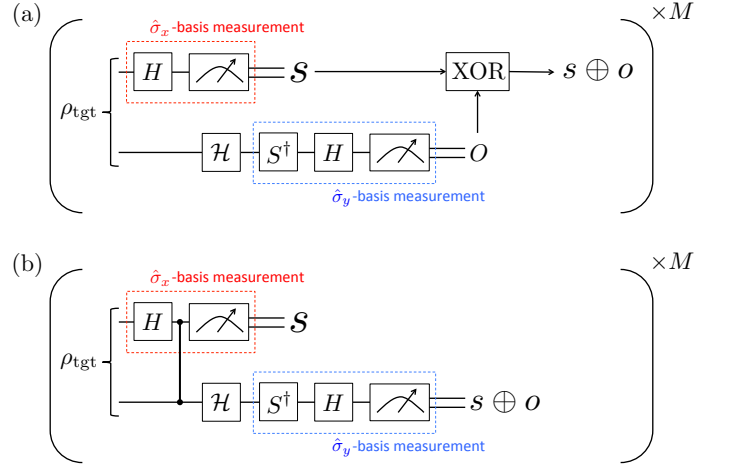 (a)
×M
σ̂ₓ-basis measurement
H
s
XOR
s ⊕ o
ρtgt
ℋ
S†
H
o
σ̂ᵧ-basis measurement
(b)
×M
σ̂ₓ-basis measurement
H
s
ρtgt
ℋ
S†
H
s ⊕ o
σ̂ᵧ-basis measurement